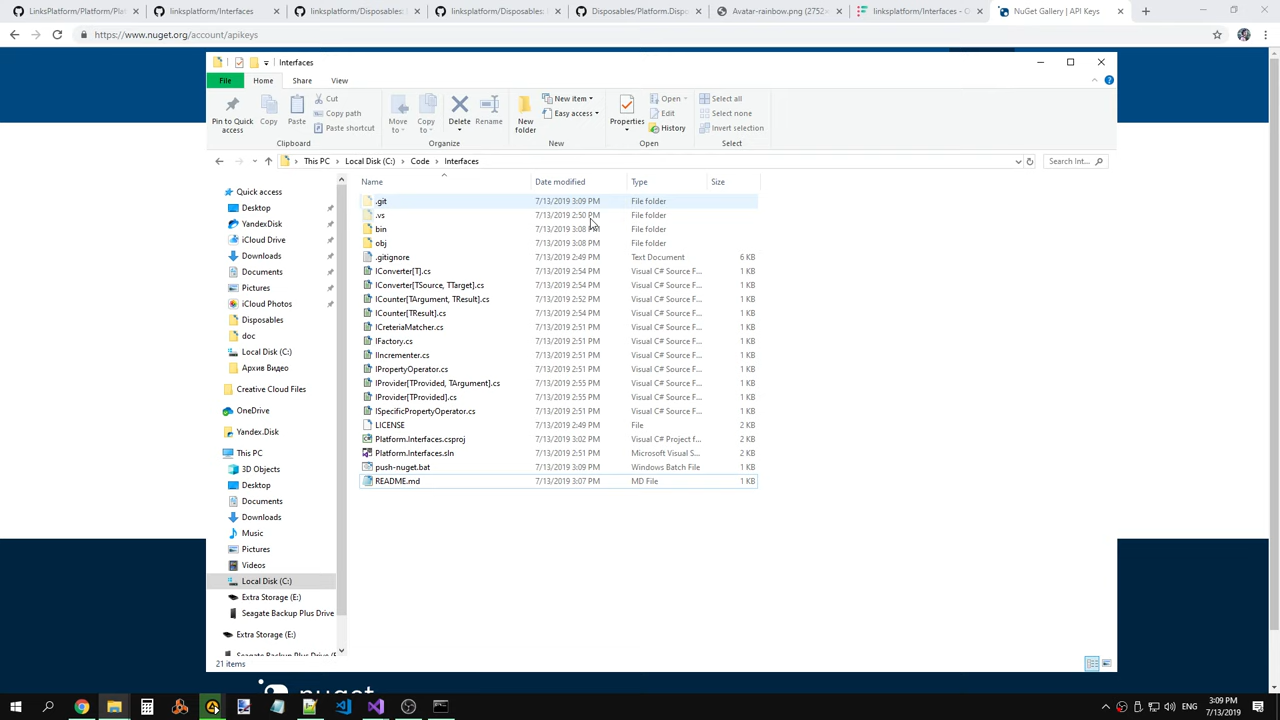 LinksPlatform/Platform/Plat
linksplatform/Interfaces
linksplatform/Disposables:
linksplatform/Disposables:
Disposables/Platform.Dispo
Avatar-rainbow.png (2752×
linksplatform/Interfaces - C
NuGet Gallery | API Keys
https://www.nuget.org/account/apikeys
Interfaces
File Home Share View
Pin to Quick access
Copy
Paste
Cut
Copy path
Paste shortcut
Clipboard
Move to
Copy to
Delete
Rename
Organize
New folder
New item
Easy access
New
Properties
Open
Edit
History
Open
Select all
Select none
Invert selection
Select
This PC > Local Disk (C:) > Code > Interfaces
Search Int...
Name Date modified Type Size
Quick access
Desktop
YandexDisk
iCloud Drive
Downloads
Documents
Pictures
iCloud Photos
Disposables
doc
Local Disk (C:)
Архив Видео
Creative Cloud Files
OneDrive
Yandex.Disk
This PC
3D Objects
Desktop
Documents
Downloads
Music
Pictures
Videos
Local Disk (C:)
Extra Storage (E:)
Seagate Backup Plus Drive
Extra Storage (E:)
Seagate Backup Plus Drive (E
.git 7/13/2019 3:09 PM File folder
.vs 7/13/2019 2:50 PM File folder
bin 7/13/2019 3:08 File folder
obj 7/13/2019 3:08 PM File folder
.gitignore 7/13/2019 2:49 PM Text Document 6 KB
IConverter[T].cs 7/13/2019 2:54 PM Visual C# Source F... 1 KB
IConverter[TSource, TTarget].cs 7/13/2019 2:54 PM Visual C# Source F... 1 KB
ICounter[TArgument, TResult].cs 7/13/2019 2:52 PM Visual C# Source F... 1 KB
ICounter[TResult].cs 7/13/2019 2:54 PM Visual C# Source F... 1 KB
ICreteriaMatcher.cs 7/13/2019 2:51 PM Visual C# Source F... 1 KB
IFactory.cs 7/13/2019 2:51 PM Visual C# Source F... 1 KB
IIncrementer.cs 7/13/2019 2:51 PM Visual C# Source F... 1 KB
IPropertyOperator.cs 7/13/2019 2:51 PM Visual C# Source F... 1 KB
IProvider[TProvided, TArgument].cs 7/13/2019 2:55 PM Visual C# Source F... 1 KB
IProvider[TProvided].cs 7/13/2019 2:55 PM Visual C# Source F... 1 KB
ISpecificPropertyOperator.cs 7/13/2019 2:51 PM Visual C# Source F... 1 KB
LICENSE 7/13/2019 2:49 PM File 2 KB
Platform.Interfaces.csproj 7/13/2019 3:02 PM Visual C# Project f... 2 KB
Platform.Interfaces.sln 7/13/2019 2:51 PM Microsoft Visual S... 2 KB
push-nuget.bat 7/13/2019 3:09 PM Windows Batch File 1 KB
README.md 7/13/2019 3:07 PM MD File 1 KB
21 items
nuget
ENG
3:09 PM
7/13/2019